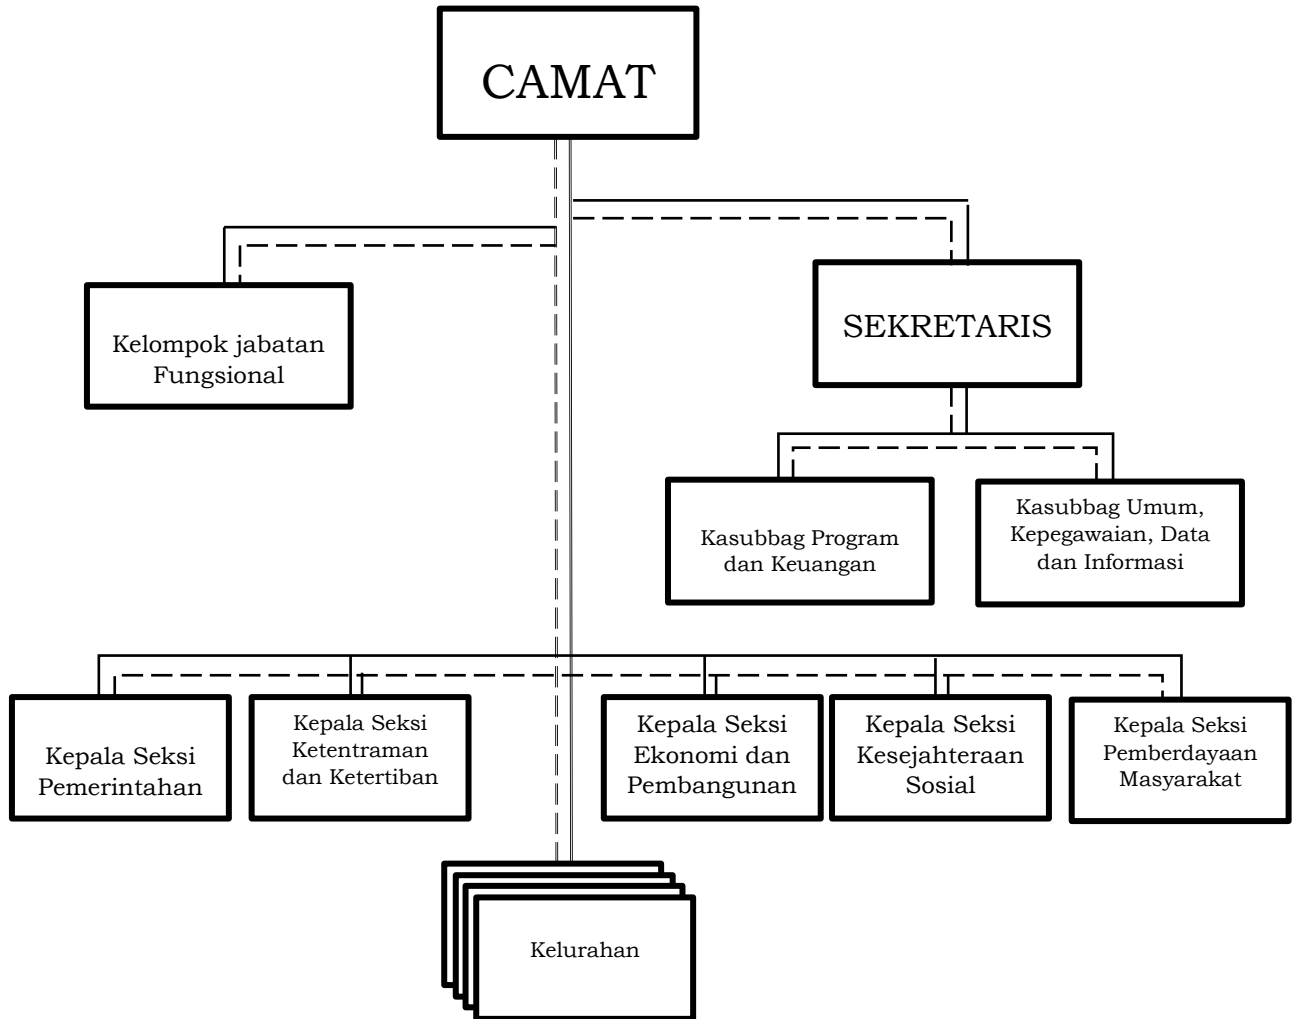 CAMAT
Kelompok jabatan
Fungsional
SEKRETARIS
Kasubbag Program
dan Keuangan
Kasubbag Umum,
Kepegawaian, Data
dan Informasi
Kepala Seksi
Pemerintahan
Kepala Seksi
Ketentraman
dan Ketertiban
Kepala Seksi
Ekonomi dan
Pembangunan
Kepala Seksi
Kesejahteraan
Sosial
Kepala Seksi
Pemberdayaan
Masyarakat
Kelurahan